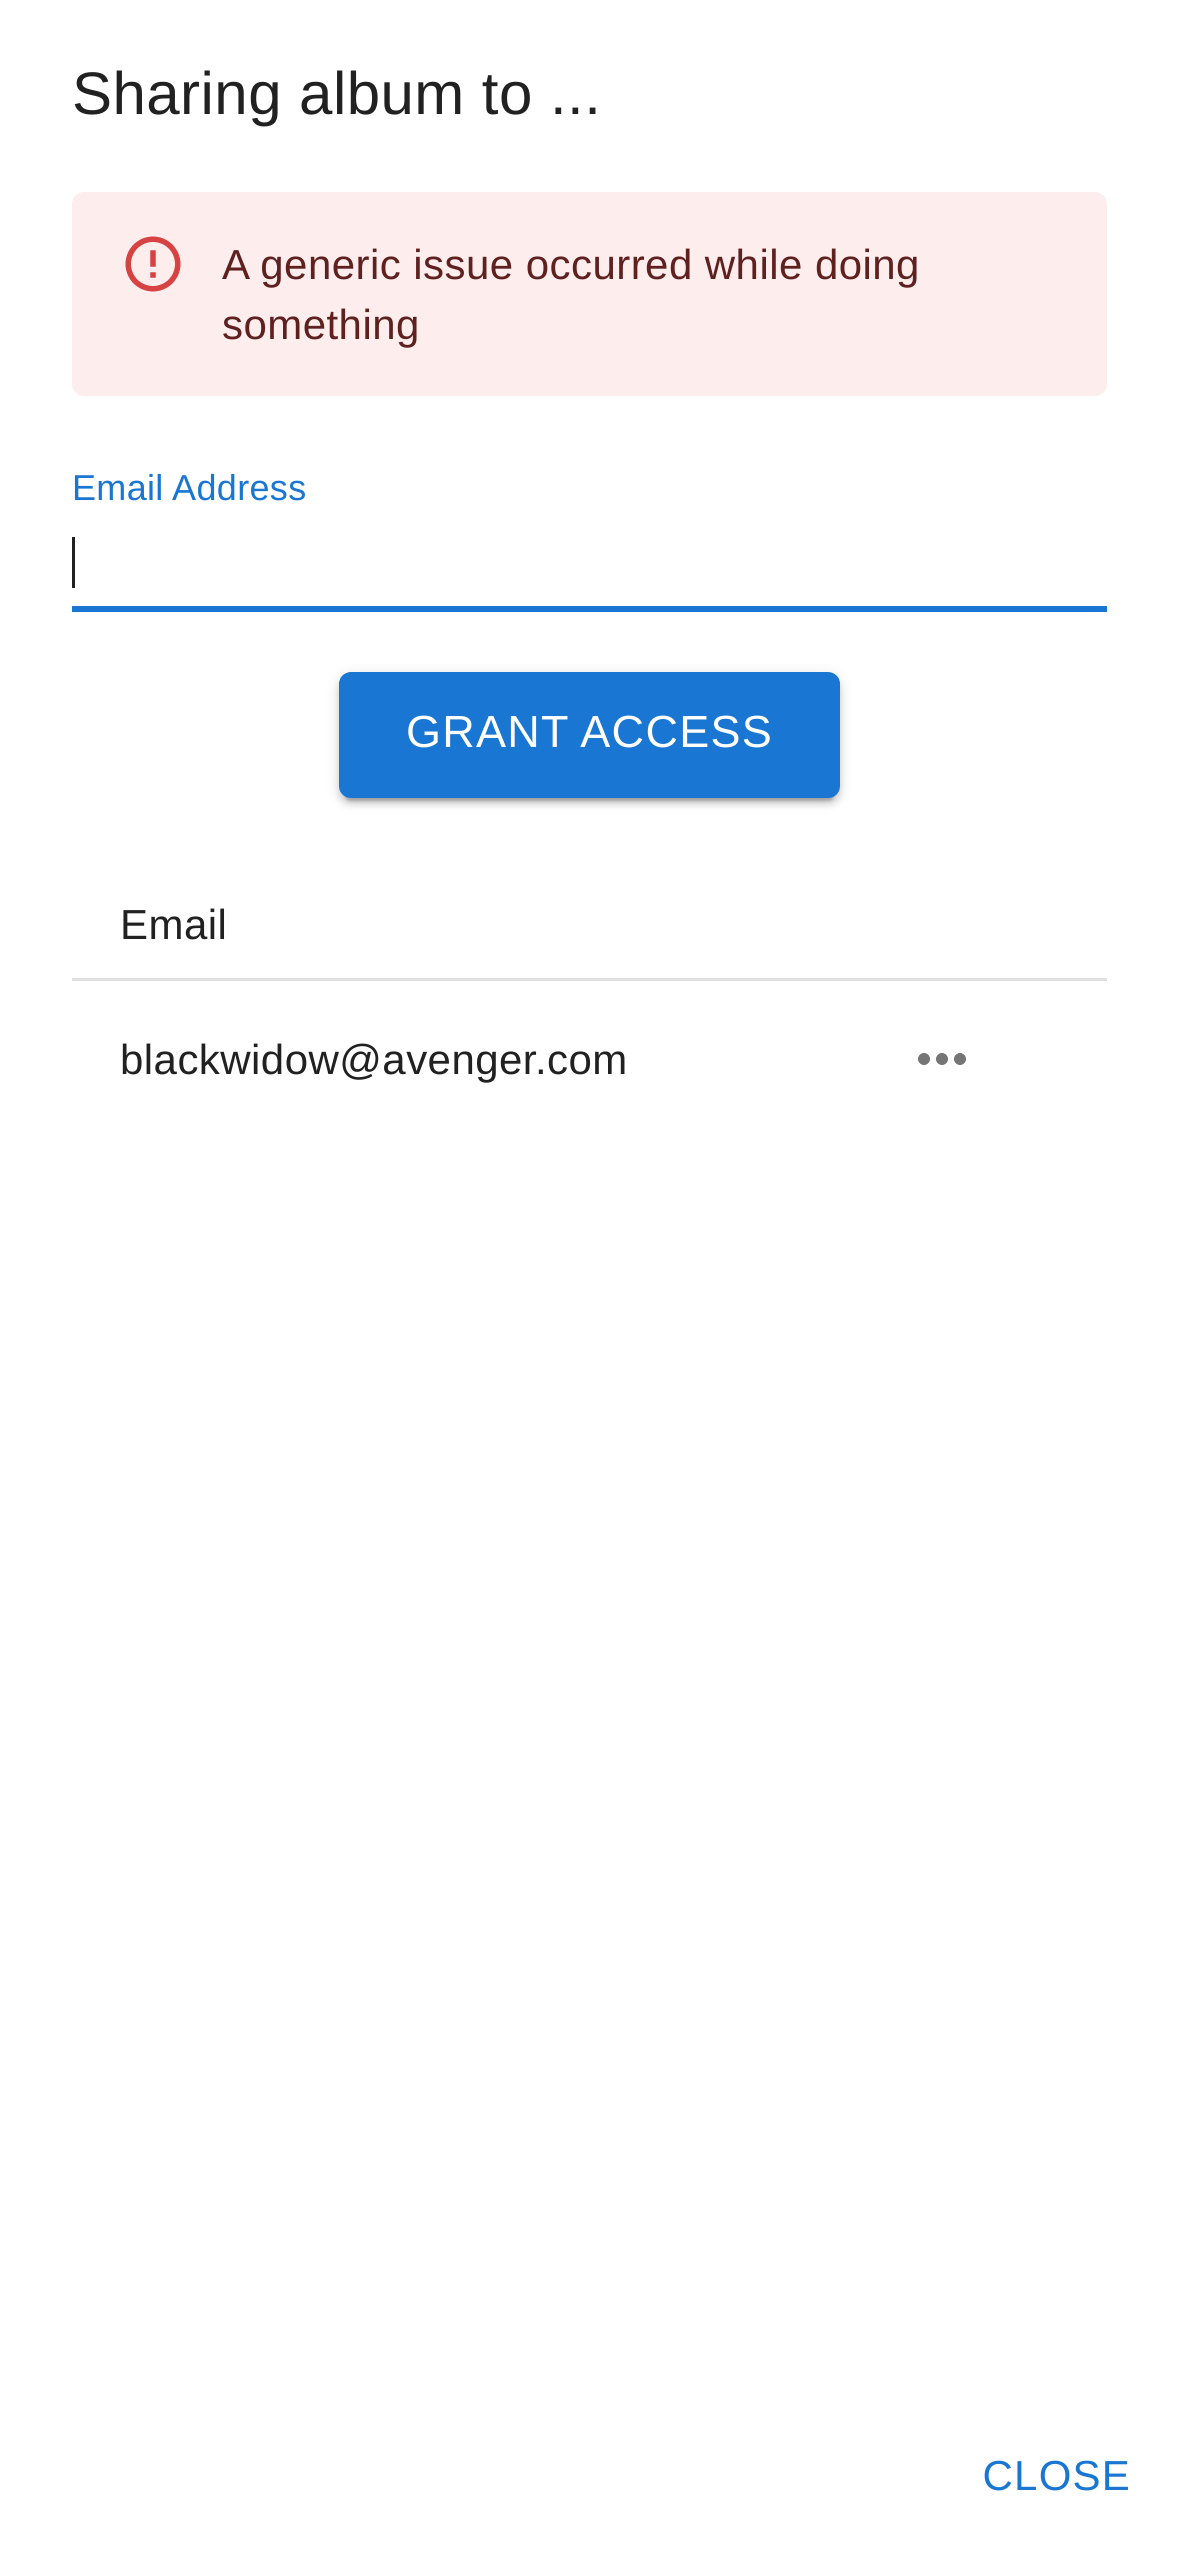 Sharing album to ...
A generic issue occurred while doing
something
Email Address
GRANT ACCESS
Email
blackwidow@avenger.com
CLOSE